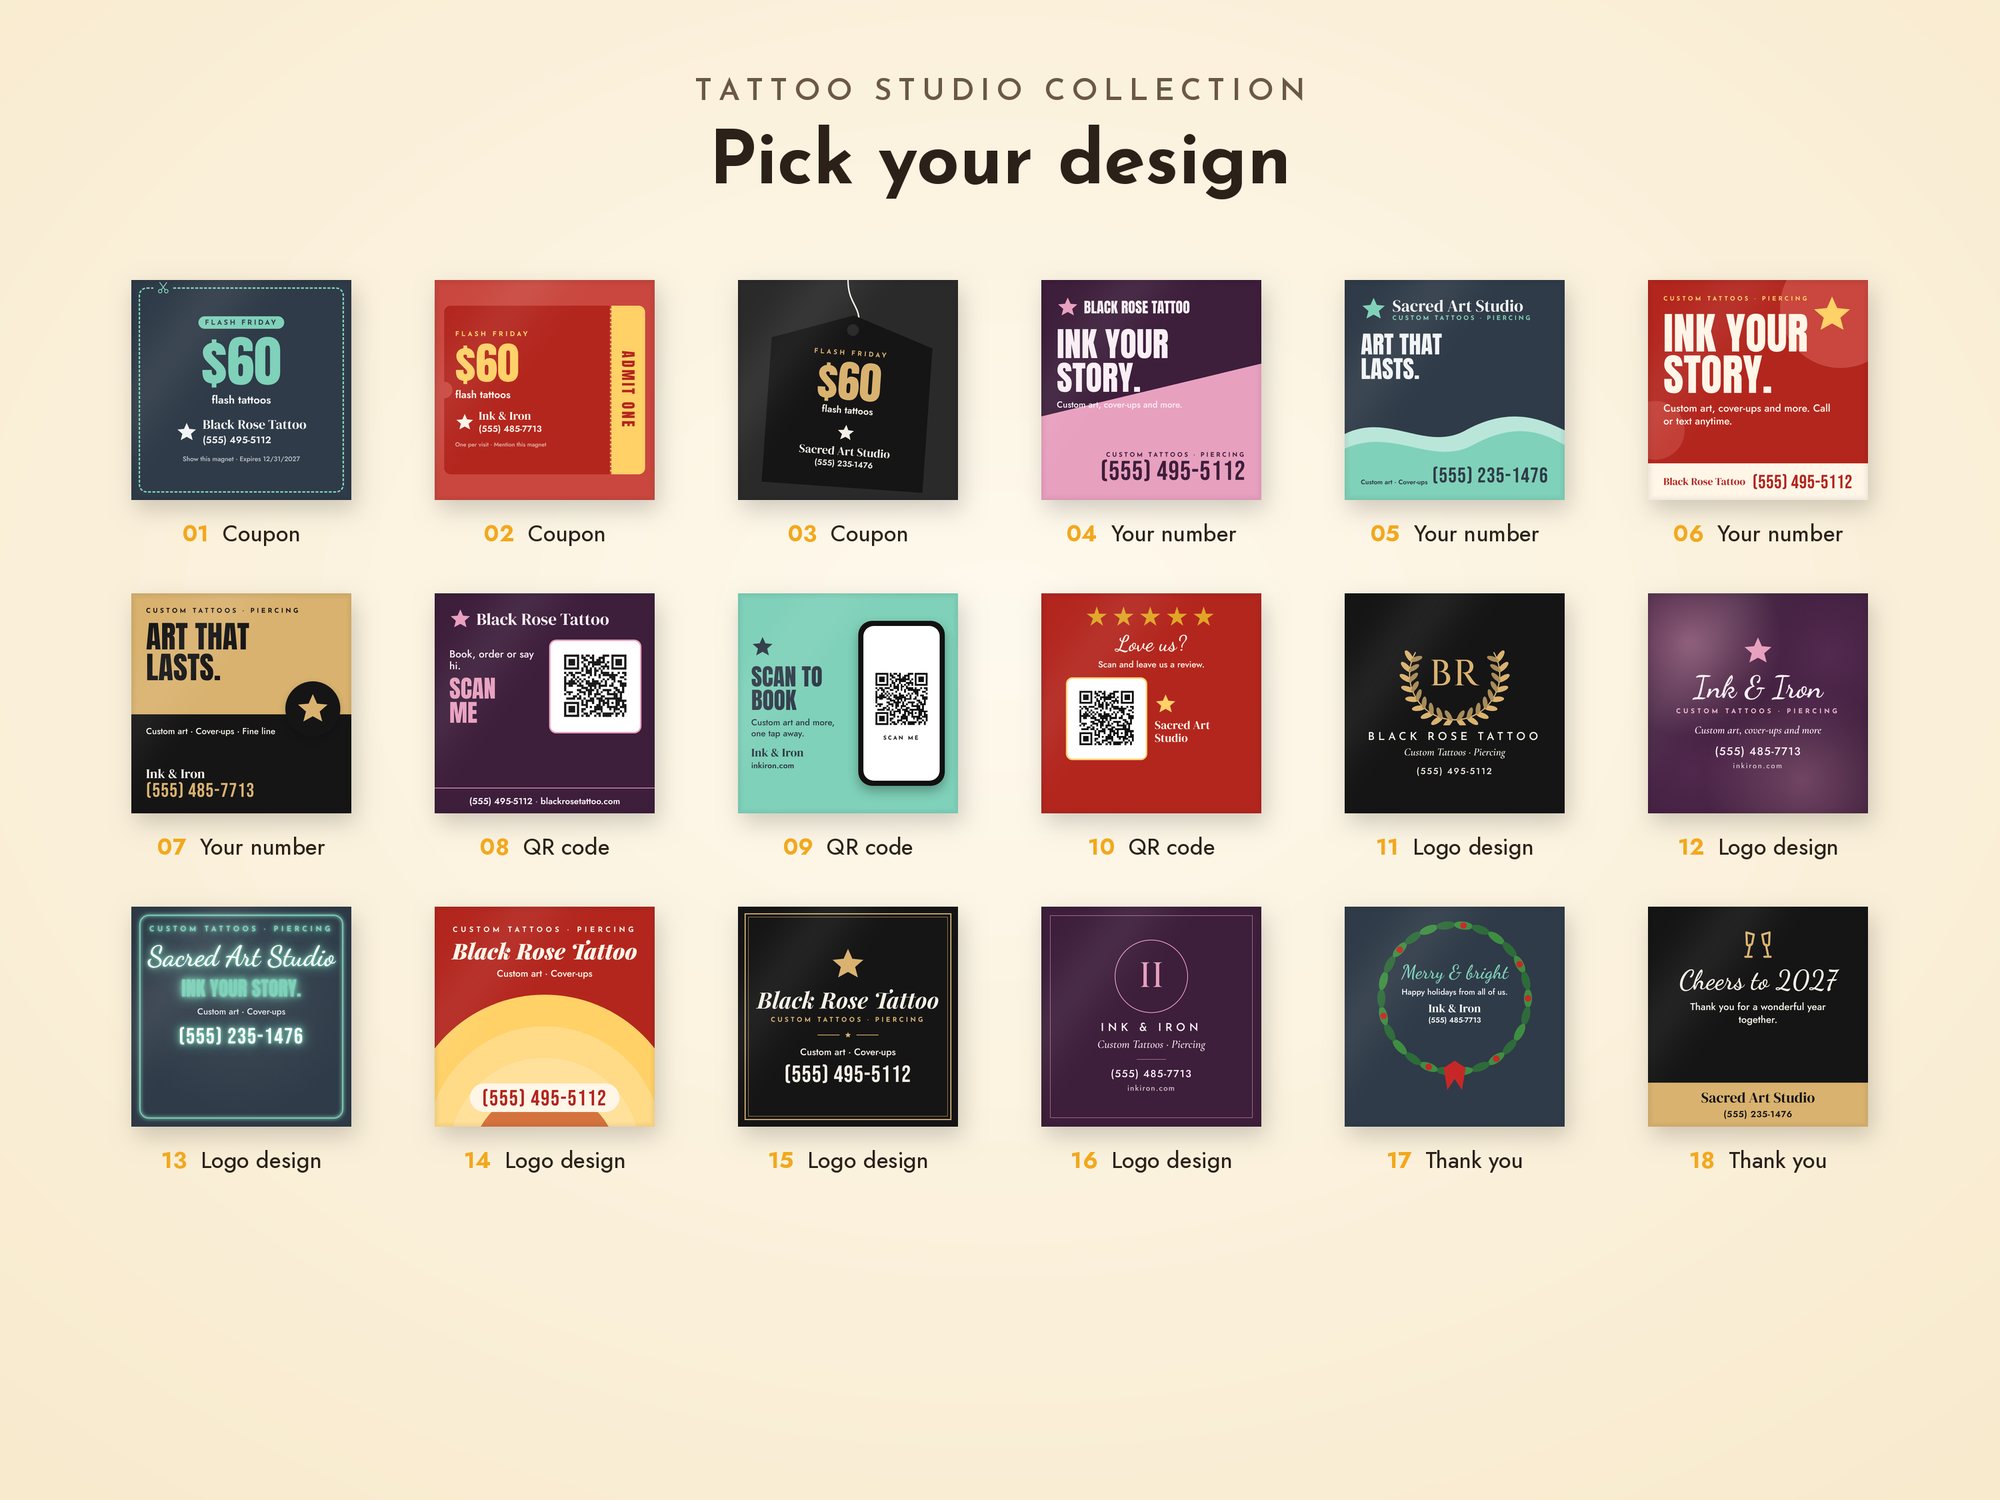 TATTOO STUDIO COLLECTION
Pick your design
FLASH FRIDAY
$60
flash tattoos
Black Rose Tattoo
(555) 495-5112
Show this magnet · Expires 12/31/2027
01 Coupon
FLASH FRIDAY
$60
flash tattoos
Ink & Iron
(555) 485-7713
One per visit · Mention this magnet
ADMIT ONE
02 Coupon
FLASH FRIDAY
$60
flash tattoos
Sacred Art Studio
(555) 235-1476
03 Coupon
BLACK ROSE TATTOO
INK YOUR
STORY.
Custom art, cover-ups and more.
CUSTOM TATTOOS · PIERCING
(555) 495-5112
04 Your number
Sacred Art Studio
CUSTOM TATTOOS · PIERCING
ART THAT
LASTS.
Custom art · Cover-ups (555) 235-1476
05 Your number
CUSTOM TATTOOS · PIERCING
INK YOUR
STORY.
Custom art, cover-ups and more. Call
or text anytime.
Black Rose Tattoo (555) 495-5112
06 Your number
CUSTOM TATTOOS · PIERCING
ART THAT
LASTS.
Custom art · Cover-ups · Fine line
Ink & Iron
(555) 485-7713
07 Your number
Black Rose Tattoo
Book, order or say
hi.
SCAN
ME
(555) 495-5112 · blackrosetattoo.com
08 QR code
SCAN TO
BOOK
Custom art and more,
one tap away.
Ink & Iron
inkiron.com
SCAN ME
09 QR code
Love us?
Scan and leave us a review.
Sacred Art
Studio
10 QR code
BR
BLACK ROSE TATTOO
Custom Tattoos · Piercing
(555) 495-5112
11 Logo design
Ink & Iron
CUSTOM TATTOOS · PIERCING
Custom art, cover-ups and more
(555) 485-7713
inkiron.com
12 Logo design
CUSTOM TATTOOS · PIERCING
Sacred Art Studio
INK YOUR STORY.
Custom art · Cover-ups
(555) 235-1476
13 Logo design
CUSTOM TATTOOS · PIERCING
Black Rose Tattoo
Custom art · Cover-ups
(555) 495-5112
14 Logo design
Black Rose Tattoo
CUSTOM TATTOOS · PIERCING
Custom art · Cover-ups
(555) 495-5112
15 Logo design
II
INK & IRON
Custom Tattoos · Piercing
(555) 485-7713
inkiron.com
16 Logo design
Merry & bright
Happy holidays from all of us.
Ink & Iron
(555) 485-7713
17 Thank you
Cheers to 2027
Thank you for a wonderful year
together.
Sacred Art Studio
(555) 235-1476
18 Thank you